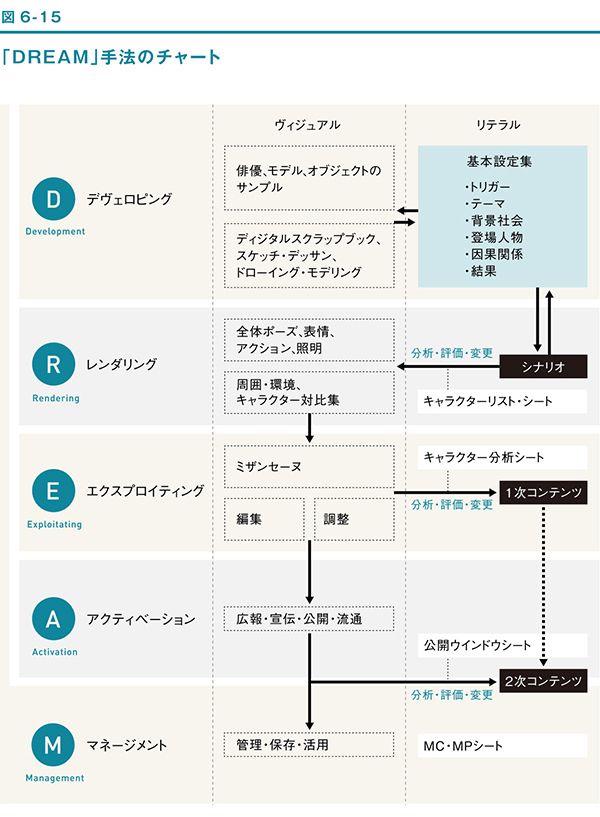 図6-15
「DREAM」手法のチャート
ヴィジュアル
リテラル
D
デヴェロピング
Development
俳優、モデル、オブジェクトの
サンプル
ディジタルスクラップブック、
スケッチ・デッサン、
ドローイング・モデリング
基本設定集
・トリガー
・テーマ
・背景社会
・登場人物
・因果関係
・結果
R
レンダリング
Rendering
全体ポーズ、表情、
アクション、照明
周囲・環境、
キャラクター対比集
分析・評価・変更
シナリオ
キャラクターリスト・シート
E
エクスプロイティング
Exploitating
ミザンセーヌ
編集
調整
キャラクター分析シート
分析・評価・変更
1次コンテンツ
A
アクティベーション
Activation
広報・宣伝・公開・流通
公開ウインドウシート
分析・評価・変更
2次コンテンツ
M
マネージメント
Management
管理・保存・活用
MC・MPシート